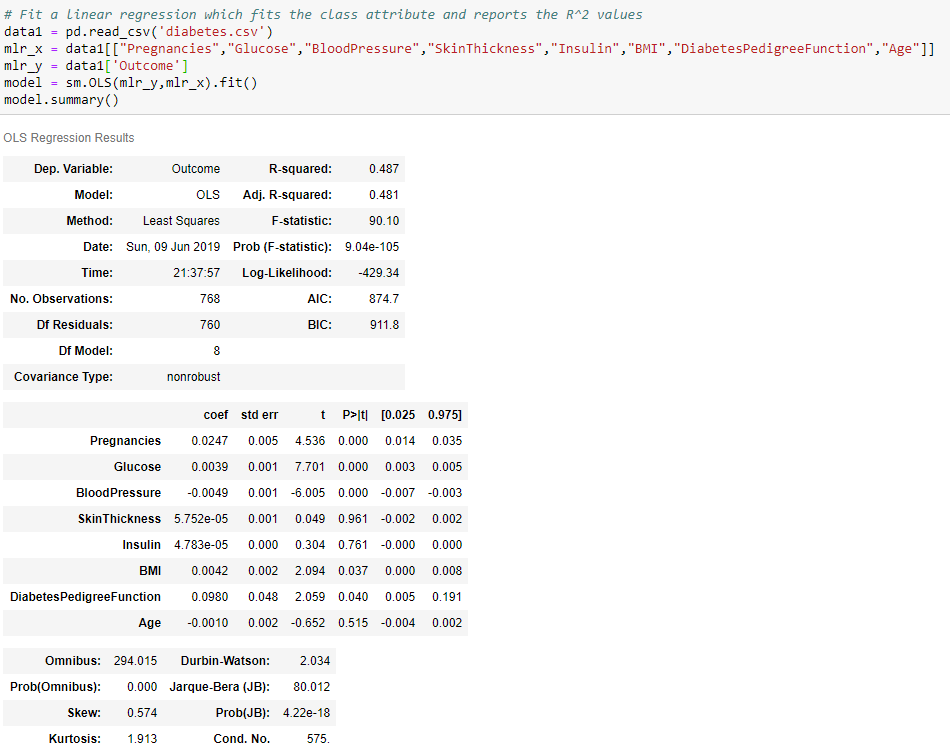 # Fit a linear regression which fits the class attribute and reports the R^2 values
data1 = pd.read_csv('diabetes.csv')
mlr_x = data1[["Pregnancies","Glucose","BloodPressure","SkinThickness","Insulin","BMI","DiabetesPedigreeFunction","Age"]]
mlr_y = data1['Outcome']
model = sm.OLS(mlr_y,mlr_x).fit()
model.summary()
OLS Regression Results
Dep. Variable: Outcome R-squared: 0.487
Model: OLS Adj. R-squared: 0.481
Method: Least Squares F-statistic: 90.10
Date: Sun, 09 Jun 2019 Prob (F-statistic): 9.04e-105
Time: 21:37:57 Log-Likelihood: -429.34
No. Observations: 768 AIC: 874.7
Df Residuals: 760 BIC: 911.8
Df Model: 8
Covariance Type: nonrobust
coef std err t P>|t| [0.025 0.975]
Pregnancies 0.0247 0.005 4.536 0.000 0.014 0.035
Glucose 0.0039 0.001 7.701 0.000 0.003 0.005
BloodPressure -0.0049 0.001 -6.005 0.000 -0.007 -0.003
SkinThickness 5.752e-05 0.001 0.049 0.961 -0.002 0.002
Insulin 4.783e-05 0.000 0.304 0.761 -0.000 0.000
BMI 0.0042 0.002 2.094 0.037 0.000 0.008
DiabetesPedigreeFunction 0.0980 0.048 2.059 0.040 0.005 0.191
Age -0.0010 0.002 -0.652 0.515 -0.004 0.002
Omnibus: 294.015 Durbin-Watson: 2.034
Prob(Omnibus): 0.000 Jarque-Bera (JB): 80.012
Skew: 0.574 Prob(JB): 4.22e-18
Kurtosis: 1.913 Cond. No. 575.